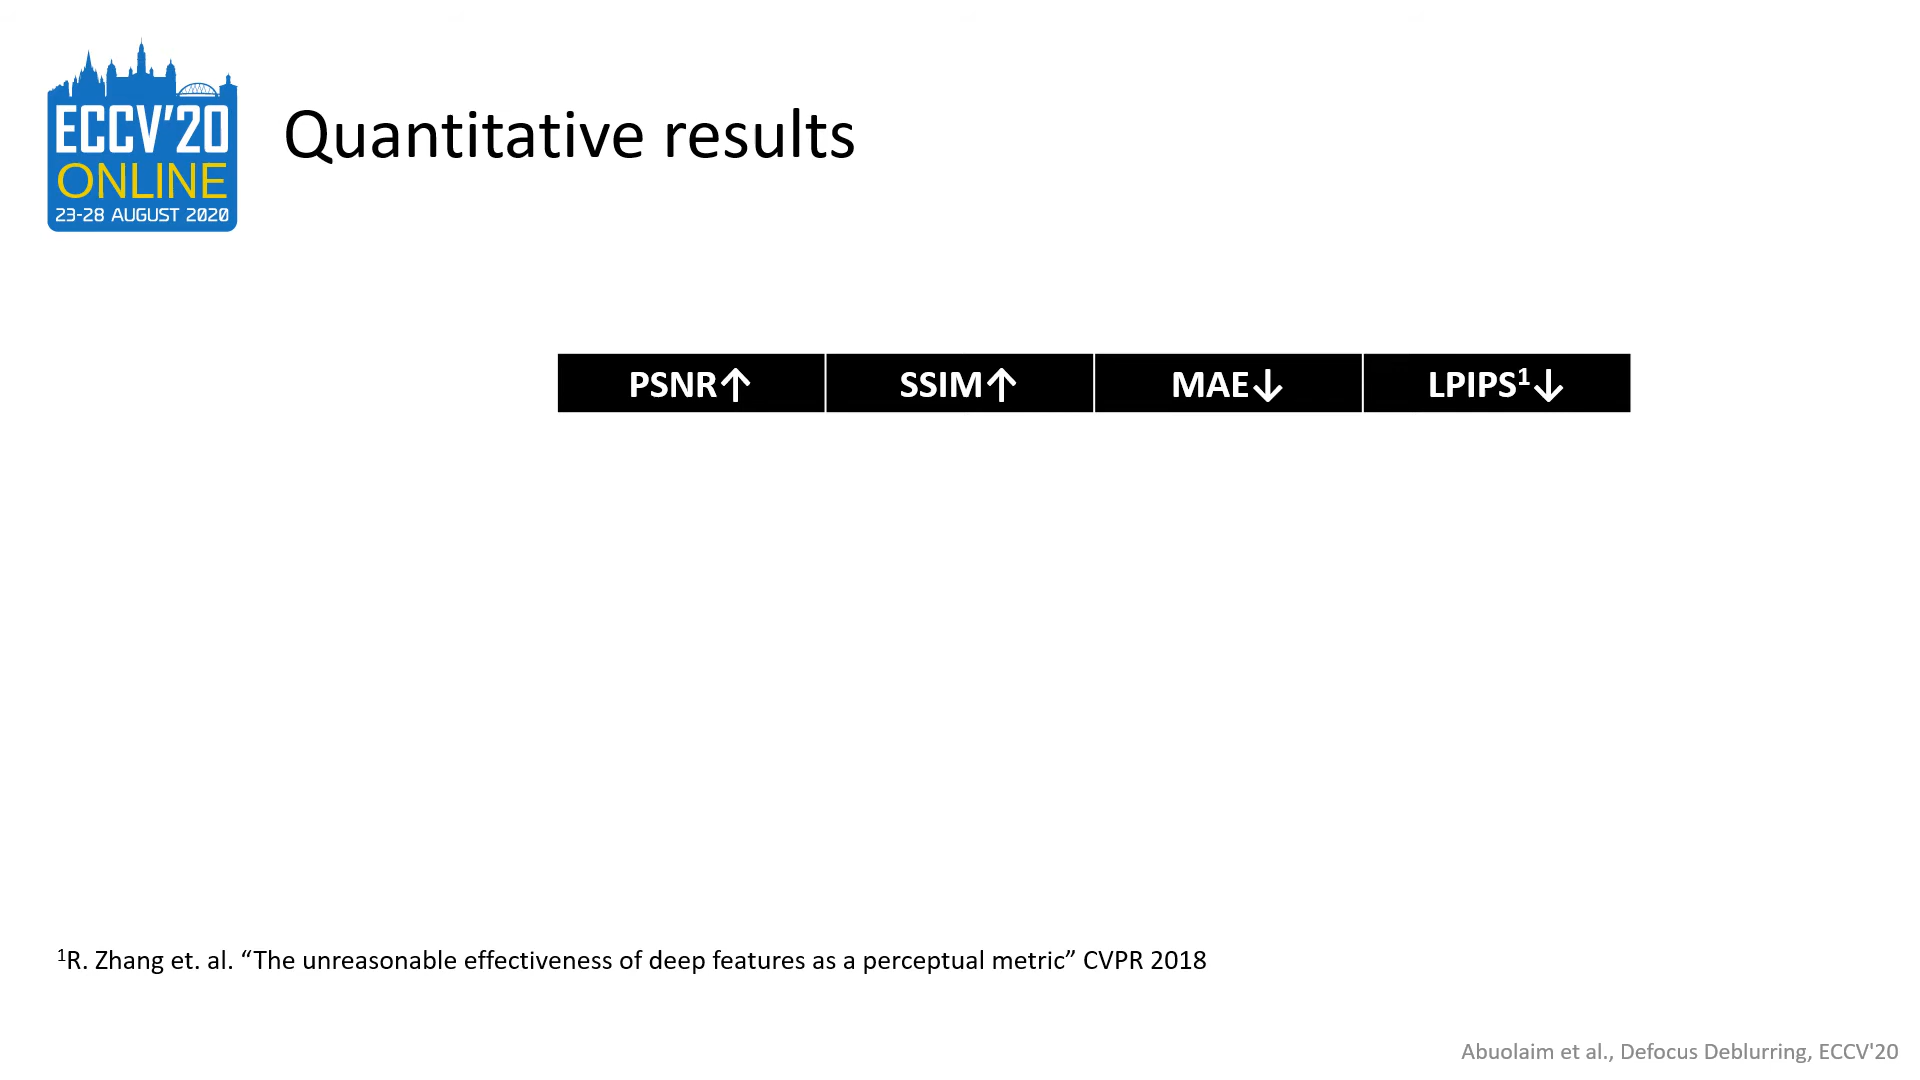 ECCV'20
ONLINE
23-28 AUGUST 2020
Quantitative results
PSNR↑ SSIM↑ MAE↓ LPIPS¹↓
¹R. Zhang et. al. “The unreasonable effectiveness of deep features as a perceptual metric” CVPR 2018
Abuolaim et al., Defocus Deblurring, ECCV'20